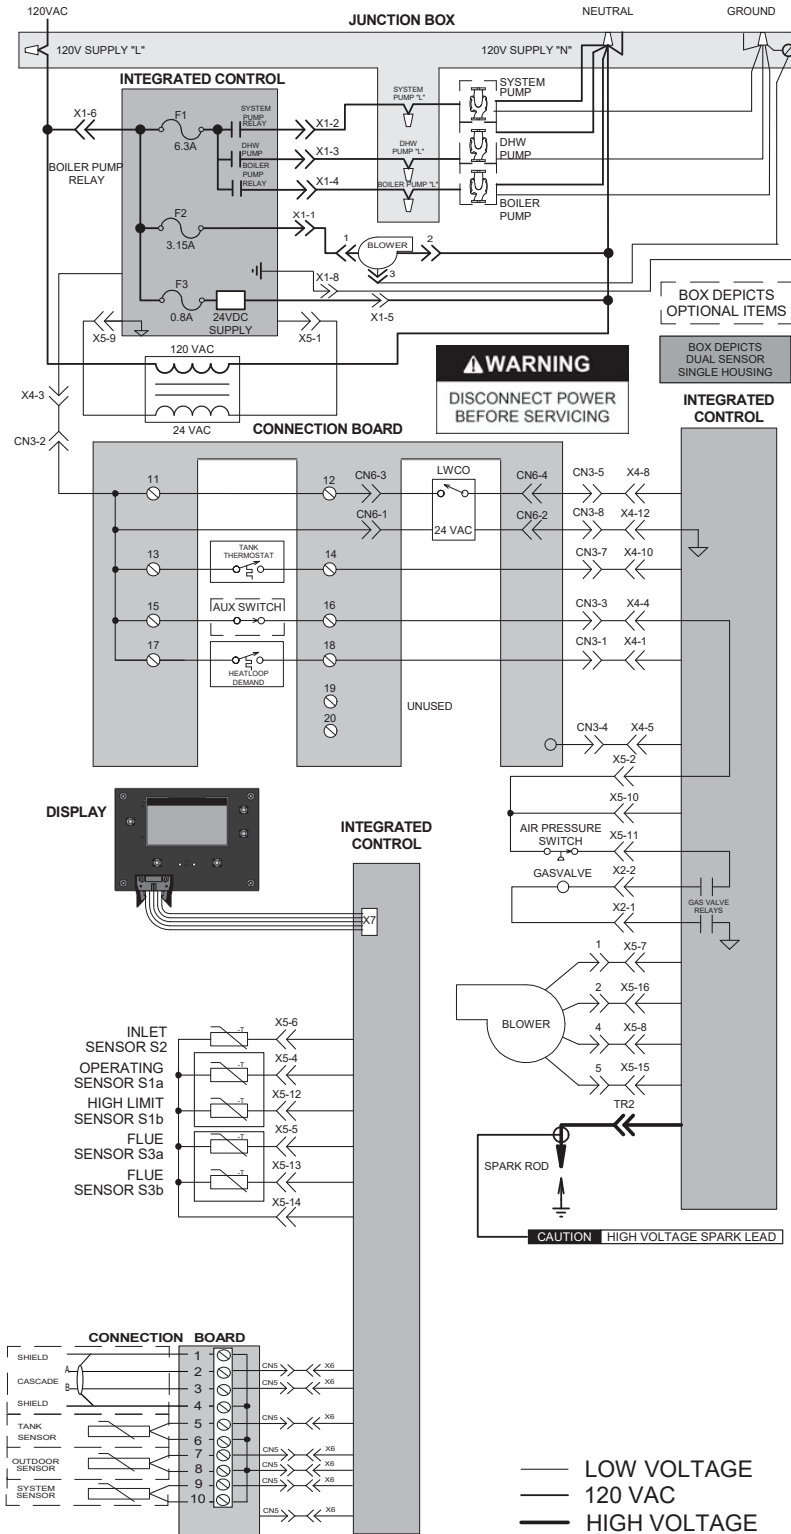 120VAC
JUNCTION BOX
NEUTRAL
GROUND
120V SUPPLY "L"
120V SUPPLY "N"
INTEGRATED CONTROL
X1-6
F1
6.3A
SYSTEM
PUMP
RELAY
X1-2
SYSTEM
PUMP "L"
SYSTEM
PUMP
DHW
PUMP
X1-3
DHW
PUMP "L"
DHW
PUMP
BOILER PUMP
RELAY
BOILER
PUMP
RELAY
X1-4
BOILER PUMP "L"
BOILER
PUMP
F2
3.15A
X1-1
1
BLOWER
2
3
X1-8
F3
0.8A
24VDC
SUPPLY
X1-5
X5-9
X5-1
BOX DEPICTS
OPTIONAL ITEMS
BOX DEPICTS
DUAL SENSOR
SINGLE HOUSING
120 VAC
24 VAC
WARNING
DISCONNECT POWER
BEFORE SERVICING
X4-3
CN3-2
CONNECTION BOARD
INTEGRATED
CONTROL
11
12
CN6-3
LWCO
CN6-4
CN3-5
X4-8
CN6-1
24 VAC
CN6-2
CN3-8
X4-12
13
TANK
THERMOSTAT
14
CN3-7
X4-10
15
AUX SWITCH
16
CN3-3
X4-4
17
HEATLOOP
DEMAND
18
CN3-1
X4-1
19
20
UNUSED
CN3-4
X4-5
X5-2
X5-10
AIR PRESSURE
SWITCH
X5-11
GASVALVE
X2-2
GAS VALVE
RELAYS
X2-1
DISPLAY
INTEGRATED
CONTROL
X7
BLOWER
1 X5-7
2 X5-16
4 X5-8
5 X5-15
TR2
SPARK ROD
CAUTION HIGH VOLTAGE SPARK LEAD
INLET
SENSOR S2
-T
X5-6
OPERATING
SENSOR S1a
-T
X5-4
HIGH LIMIT
SENSOR S1b
-T
X5-12
FLUE
SENSOR S3a
-T
X5-5
FLUE
SENSOR S3b
-T
X5-13
X5-14
CONNECTION BOARD
SHIELD
1
CASCADE
A
2
CN5
X6
B
3
CN5
X6
SHIELD
4
TANK
SENSOR
5
CN5
X6
6
OUTDOOR
SENSOR
7
CN5
X6
8
CN5
X6
SYSTEM
SENSOR
9
CN5
X6
10
CN5
X6
LOW VOLTAGE
120 VAC
HIGH VOLTAGE